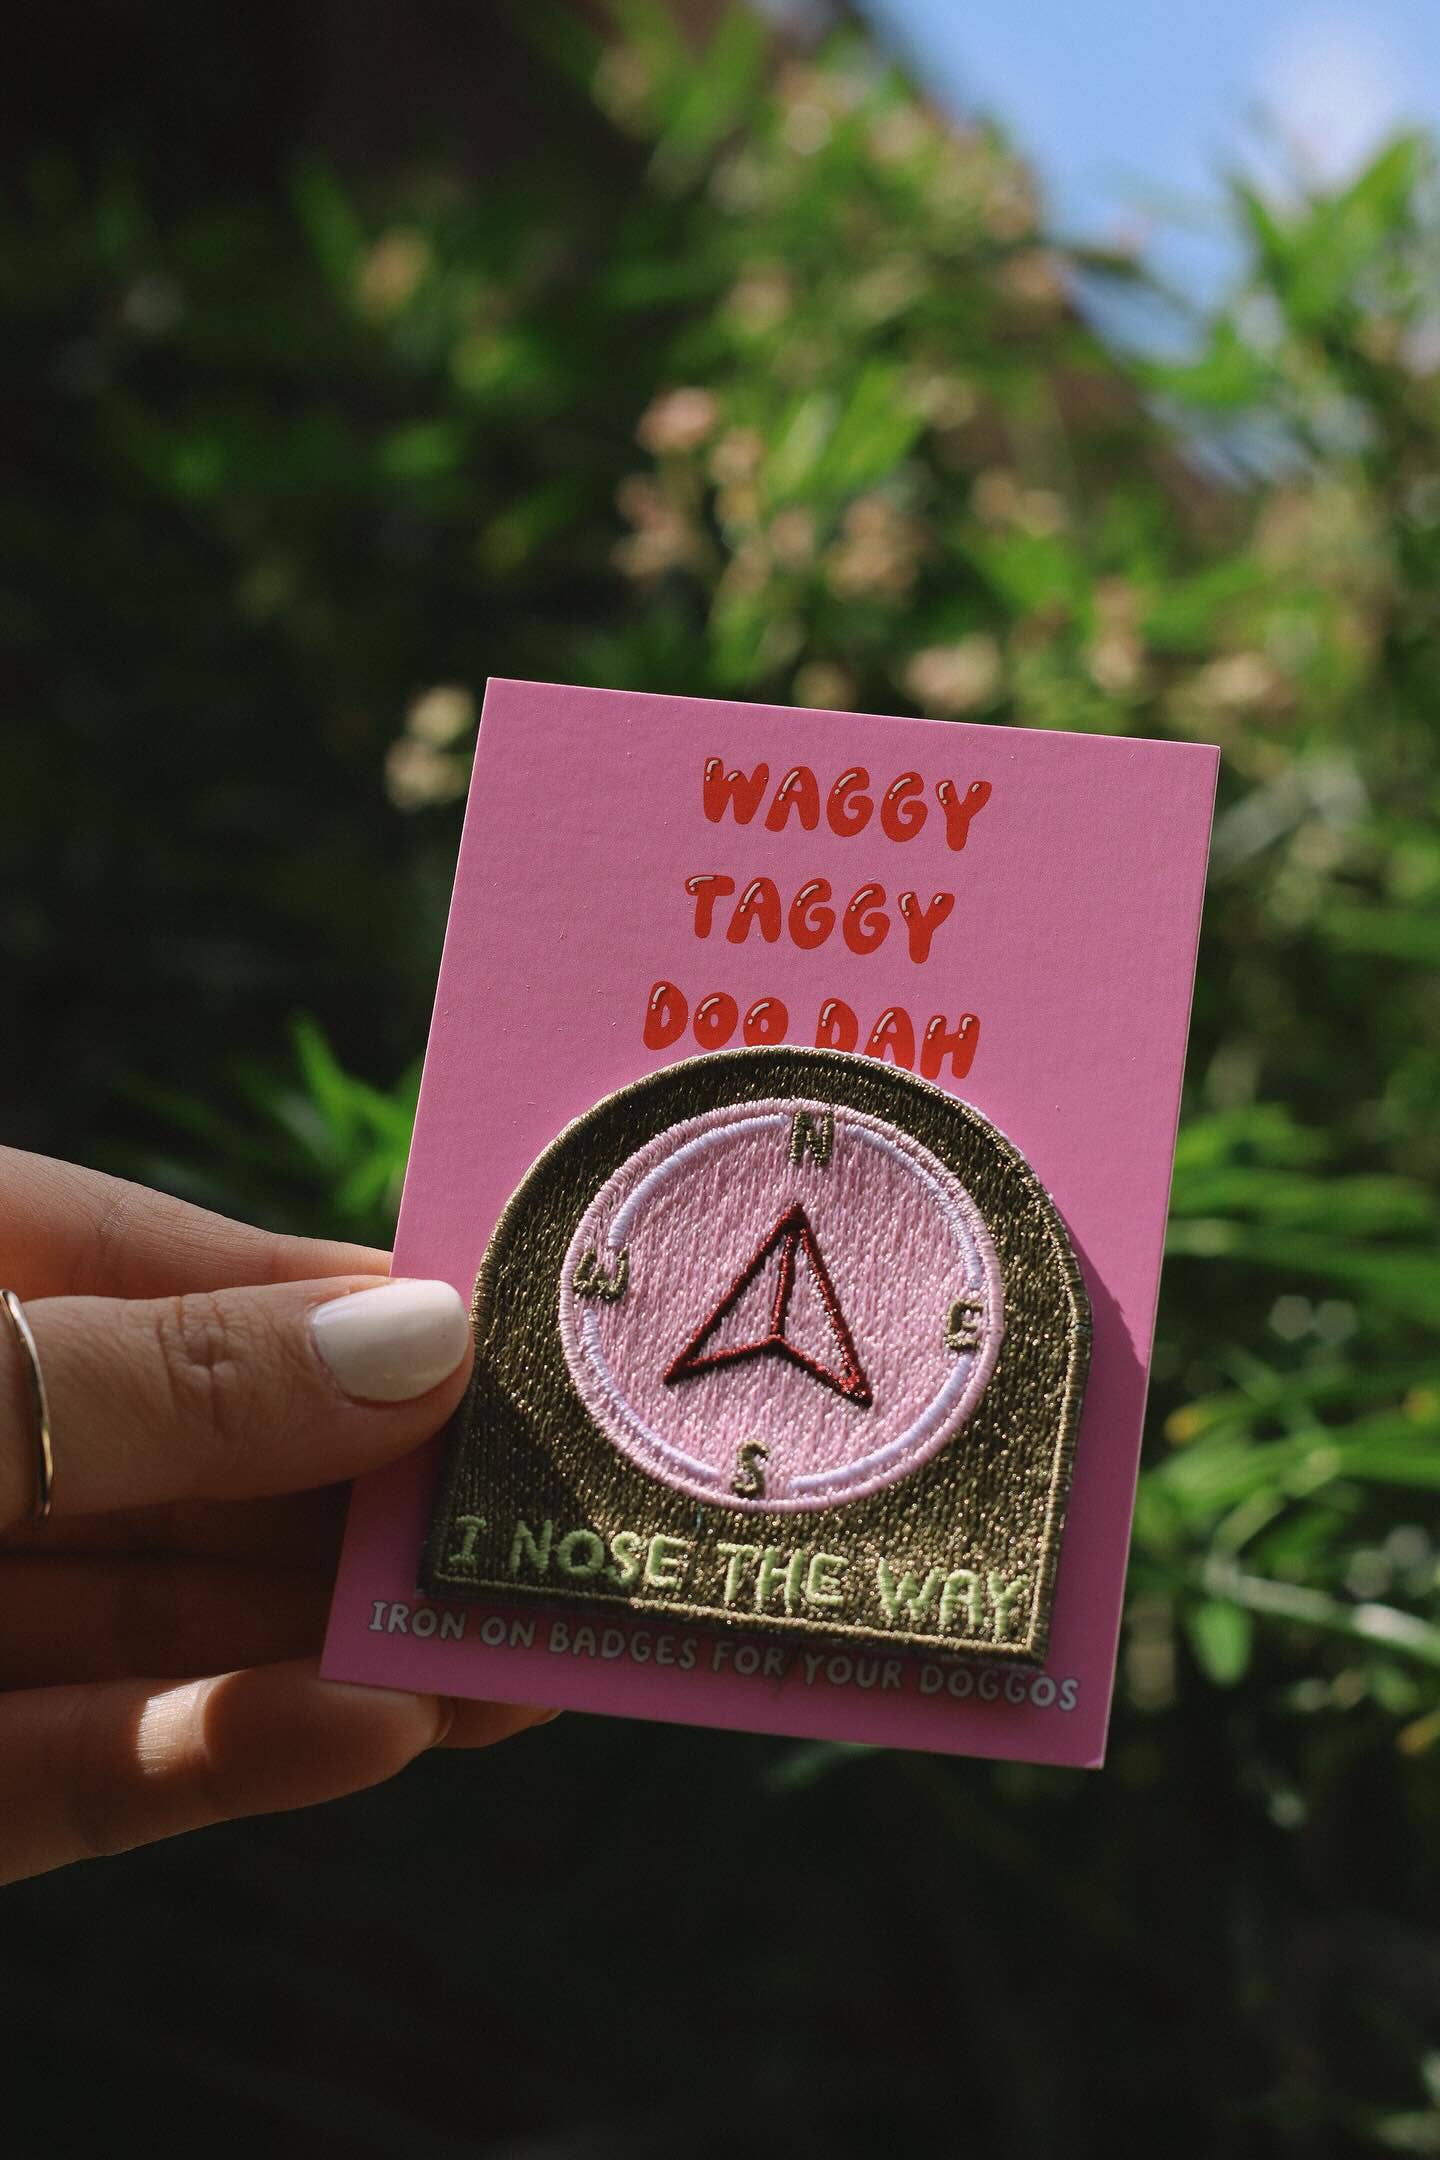 WAGGY
TAGGY
DOO DAH
N
W
E
S
I NOSE THE WAY
IRON ON BADGES FOR YOUR DOGGOS